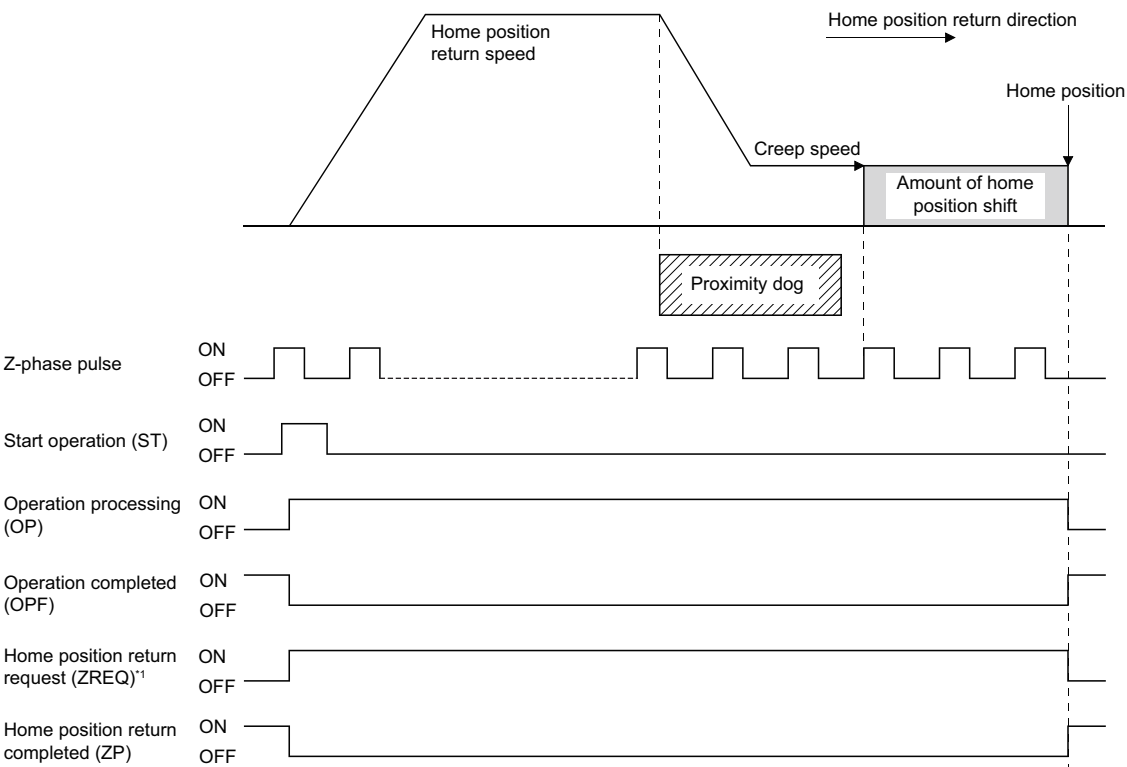 Home position return direction
Home position
return speed
Home position
Creep speed
Amount of home
position shift
Proximity dog
Z-phase pulse
ON
OFF
Start operation (ST)
ON
OFF
Operation processing
(OP)
ON
OFF
Operation completed
(OPF)
ON
OFF
Home position return
request (ZREQ)*1
ON
OFF
Home position return
completed (ZP)
ON
OFF